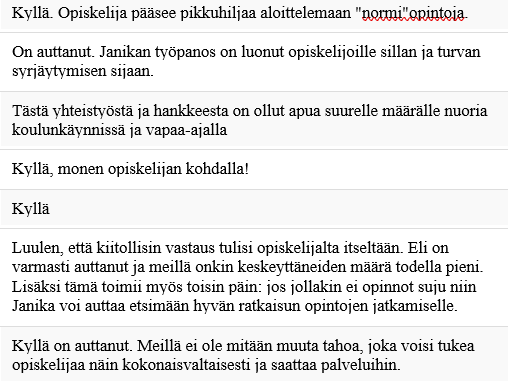 Kyllä. Opiskelija pääsee pikkuhiljaa aloittelemaan "normi"opintoja.
On auttanut. Janikan työpanos on luonut opiskelijoille sillan ja turvan
syrjäytymisen sijaan.
Tästä yhteistyöstä ja hankkeesta on ollut apua suurelle määrälle nuoria
koulunkäynnissä ja vapaa-ajalla
Kyllä, monen opiskelijan kohdalla!
Kyllä
Luulen, että kiitollisin vastaus tulisi opiskelijalta itseltään. Eli on
varmasti auttanut ja meillä onkin keskeyttäneiden määrä todella pieni.
Lisäksi tämä toimii myös toisin päin: jos jollakin ei opinnot suju niin
Janika voi auttaa etsimään hyvän ratkaisun opintojen jatkamiselle.
Kyllä on auttanut. Meillä ei ole mitään muuta tahoa, joka voisi tukea
opiskelijaa näin kokonaisvaltaisesti ja saattaa palveluihin.